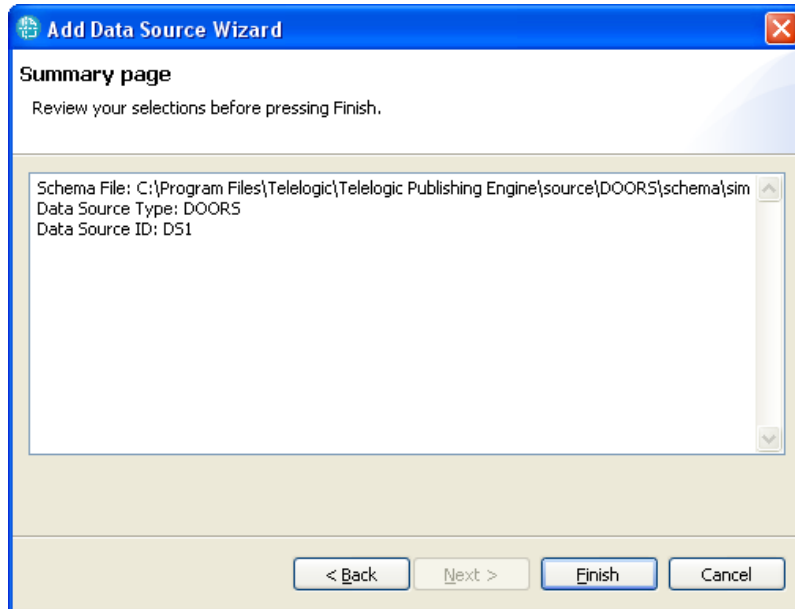 Add Data Source Wizard
Summary page
Review your selections before pressing Finish.
Schema File: C:\Program Files\Telelogic\Telelogic Publishing Engine\source\DOORS\schema\sim
Data Source Type: DOORS
Data Source ID: DS1
< Back Next > Finish Cancel